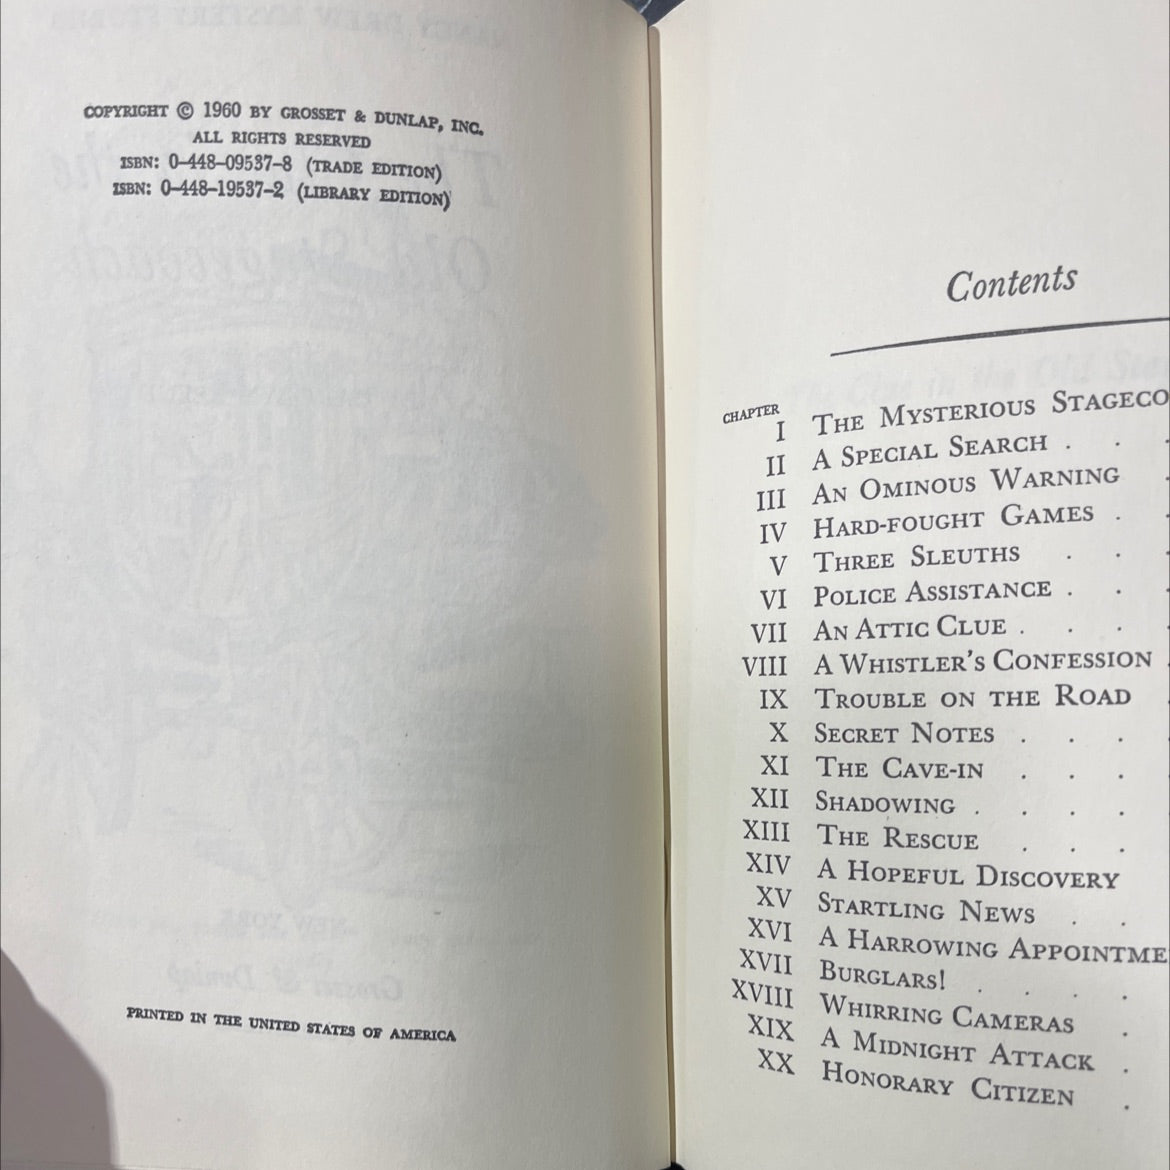 COPYRIGHT © 1960 BY GROSSET & DUNLAP, INC.
ALL RIGHTS RESERVED
ISBN: 0-448-09537-8 (TRADE EDITION)
ISBN: 0-448-19537-2 (LIBRARY EDITION)
PRINTED IN THE UNITED STATES OF AMERICA
Contents
CHAPTER
I THE MYSTERIOUS STAGECO
II A SPECIAL SEARCH . . .
III AN OMINOUS WARNING .
IV HARD-FOUGHT GAMES . .
V THREE SLEUTHS . . .
VI POLICE ASSISTANCE . . .
VII AN ATTIC CLUE . . . .
VIII A WHISTLER'S CONFESSION .
IX TROUBLE ON THE ROAD .
X SECRET NOTES . . . .
XI THE CAVE-IN . . . .
XII SHADOWING . . . .
XIII THE RESCUE . . .
XIV A HOPEFUL DISCOVERY
XV STARTLING NEWS . .
XVI A HARROWING APPOINTME
XVII BURGLARS! . . . .
XVIII WHIRRING CAMERAS .
XIX A MIDNIGHT ATTACK .
XX HONORARY CITIZEN .